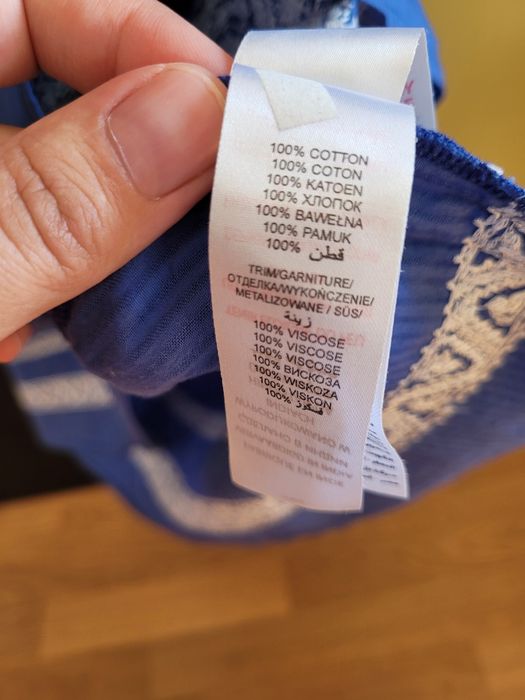 100% COTTON
100% COTON
100% KATOEN
100% ХЛОПОК
100% BAWEŁNA
100% PAMUK
100% قطن
TRIM/GARNITURE/
ОТДЕЛКА/WYKOŃCZENIE/
METALIZOWANE / SÜS/
زينة
100% VISCOSE
100% VISCOSE
100% VISCOSE
100% ВИСКОЗА
100% WISKOZA
100% VISKON
100% فيسكوز